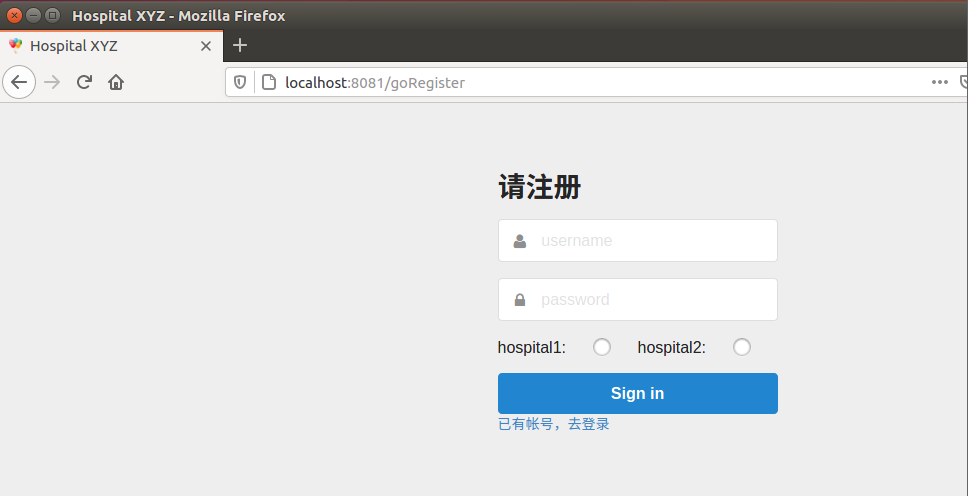 Hospital XYZ - Mozilla Firefox
Hospital XYZ
localhost:8081/goRegister
请注册
username
password
hospital1: hospital2:
Sign in
已有帐号，去登录